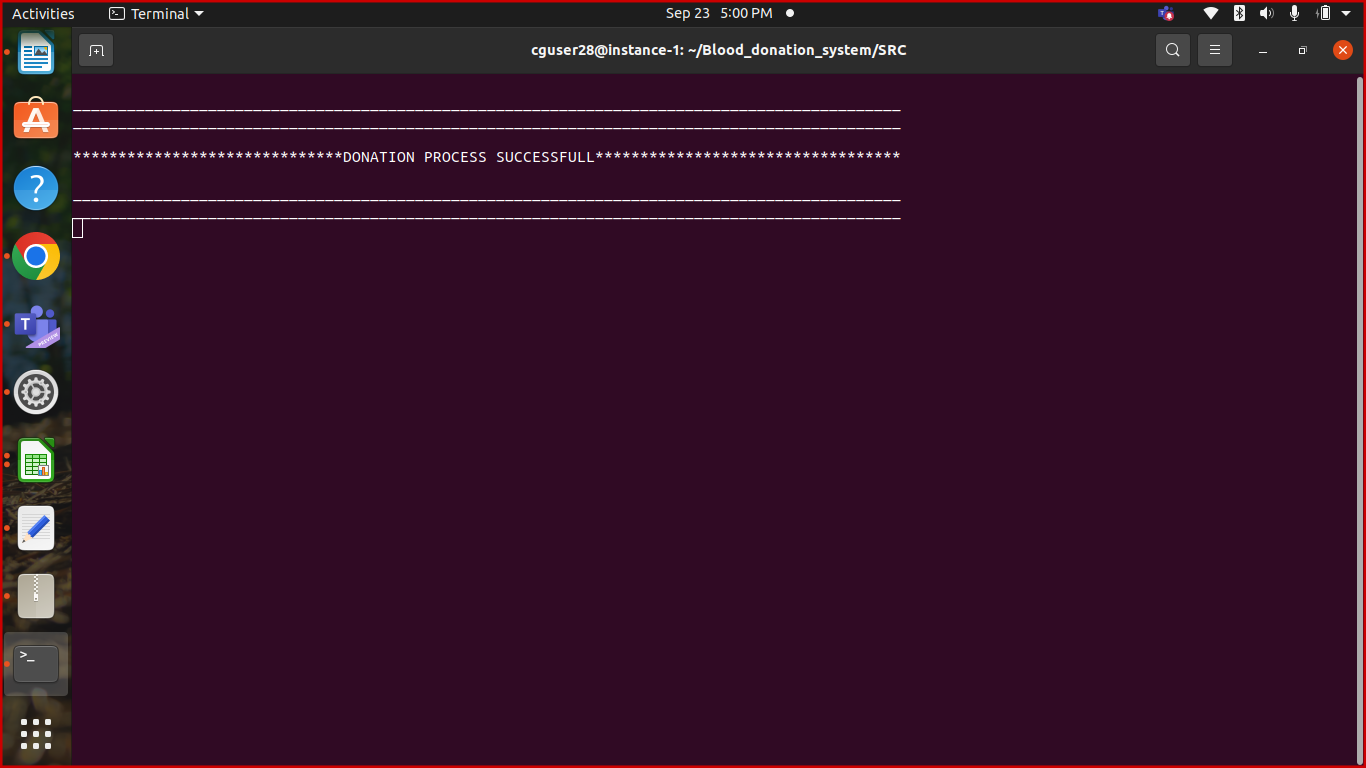 Activities
Terminal
Sep 23 5:00 PM
cguser28@instance-1: ~/Blood_donation_system/SRC
____________________________________________________________________________________________
____________________________________________________________________________________________
******************************DONATION PROCESS SUCCESSFULL**********************************
____________________________________________________________________________________________
____________________________________________________________________________________________
T
PREVIEW
>_